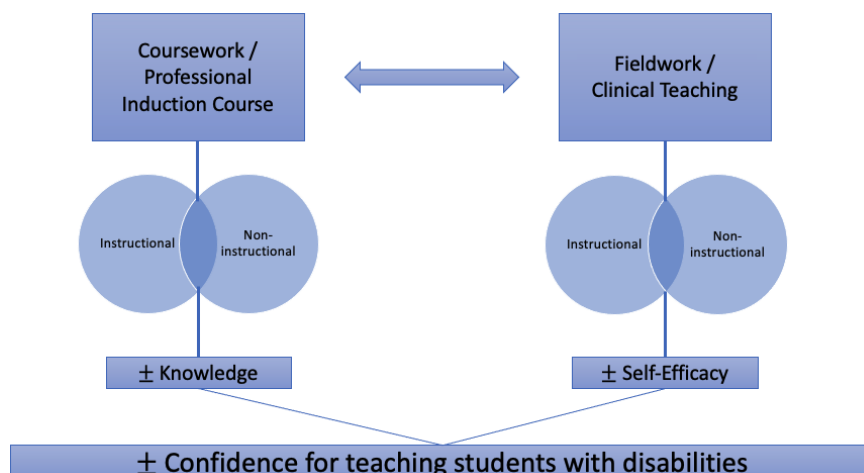 Coursework /
Professional
Induction Course
Fieldwork /
Clinical Teaching
Instructional
Non-
instructional
Instructional
Non-
instructional
± Knowledge
± Self-Efficacy
± Confidence for teaching students with disabilities